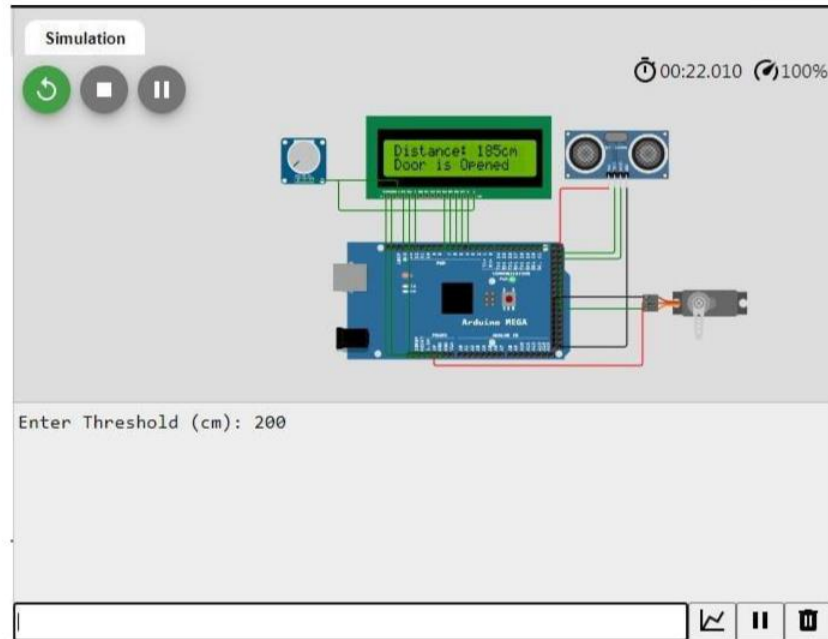 Simulation
00:22.010 100%
Distance: 185cm
Door is Opened
Arduino MEGA
Enter Threshold (cm): 200